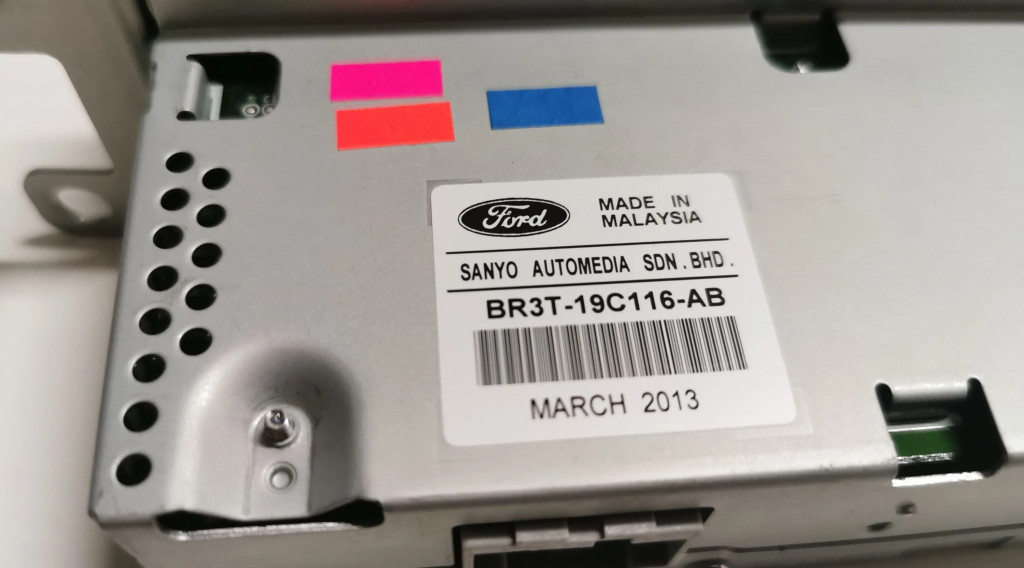 Ford
MADE IN
MALAYSIA
SANYO AUTOMEDIA SDN.BHD.
BR3T-19C116-AB
MARCH 2013